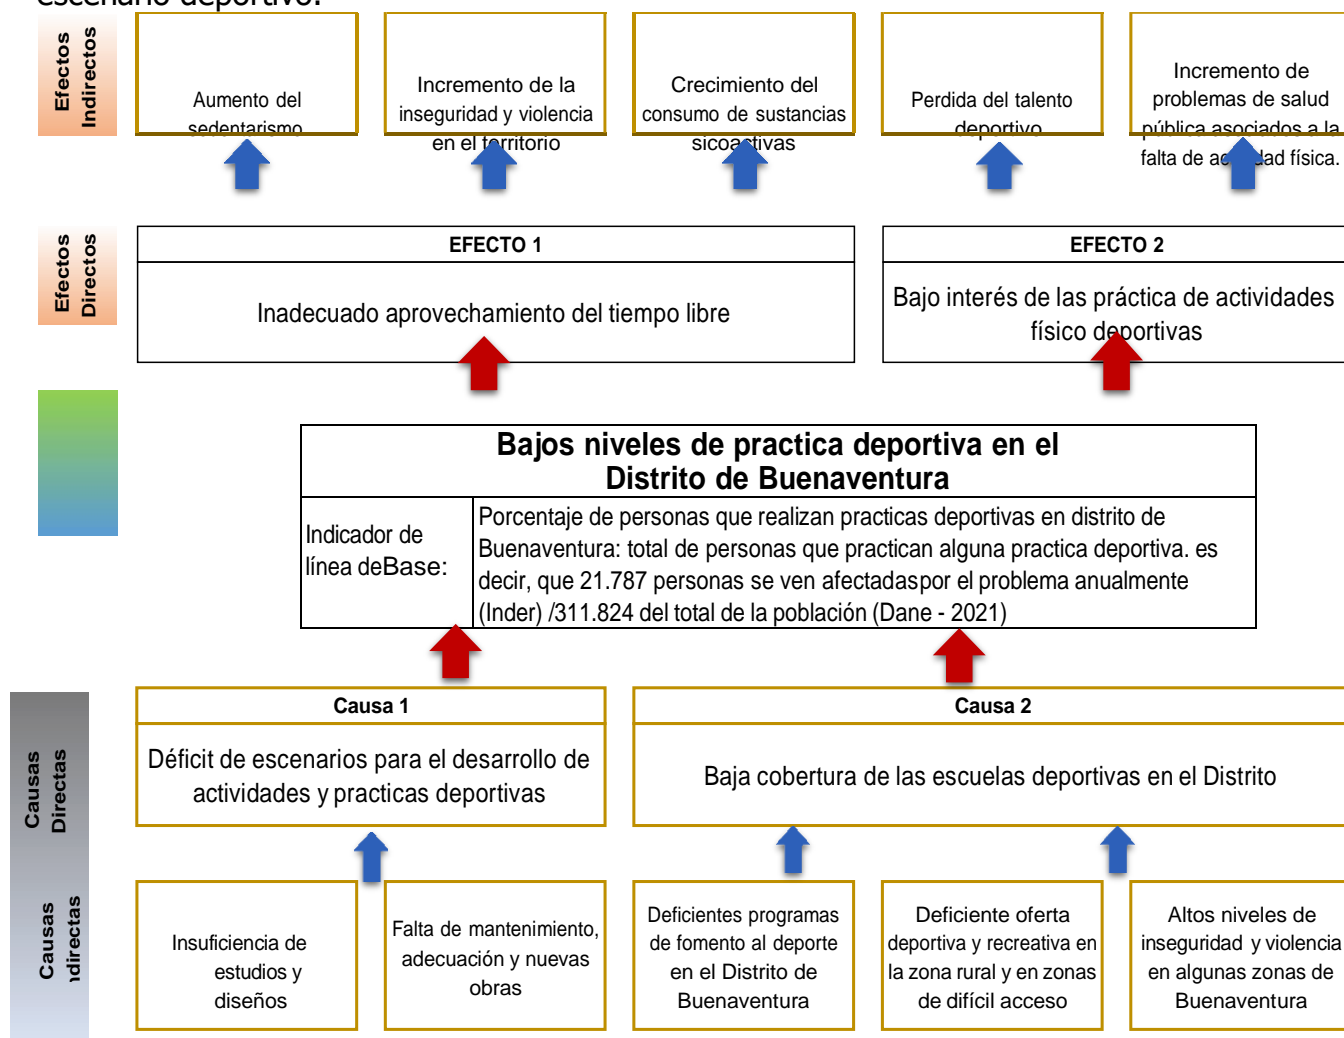 escenario deportivo.
Efectos
Indirectos
Aumento del
sedentarismo
Incremento de la
inseguridad y violencia
en el territorio
Crecimiento del
consumo de sustancias
sicoactivas
Perdida del talento
deportivo
Incremento de
problemas de salud
pública asociados a la
falta de actividad física.
Efectos
Directos
EFECTO 1
Inadecuado aprovechamiento del tiempo libre
EFECTO 2
Bajo interés de las práctica de actividades
físico deportivas
Bajos niveles de practica deportiva en el
Distrito de Buenaventura
Indicador de
línea deBase:
Porcentaje de personas que realizan practicas deportivas en distrito de
Buenaventura: total de personas que practican alguna practica deportiva. es
decir, que 21.787 personas se ven afectadaspor el problema anualmente
(Inder) /311.824 del total de la población (Dane - 2021)
Causas
Directas
Causa 1
Déficit de escenarios para el desarrollo de
actividades y practicas deportivas
Causa 2
Baja cobertura de las escuelas deportivas en el Distrito
Causas
ndirectas
Insuficiencia de
estudios y
diseños
Falta de mantenimiento,
adecuación y nuevas
obras
Deficientes programas
de fomento al deporte
en el Distrito de
Buenaventura
Deficiente oferta
deportiva y recreativa en
la zona rural y en zonas
de difícil acceso
Altos niveles de
inseguridad y violencia
en algunas zonas de
Buenaventura